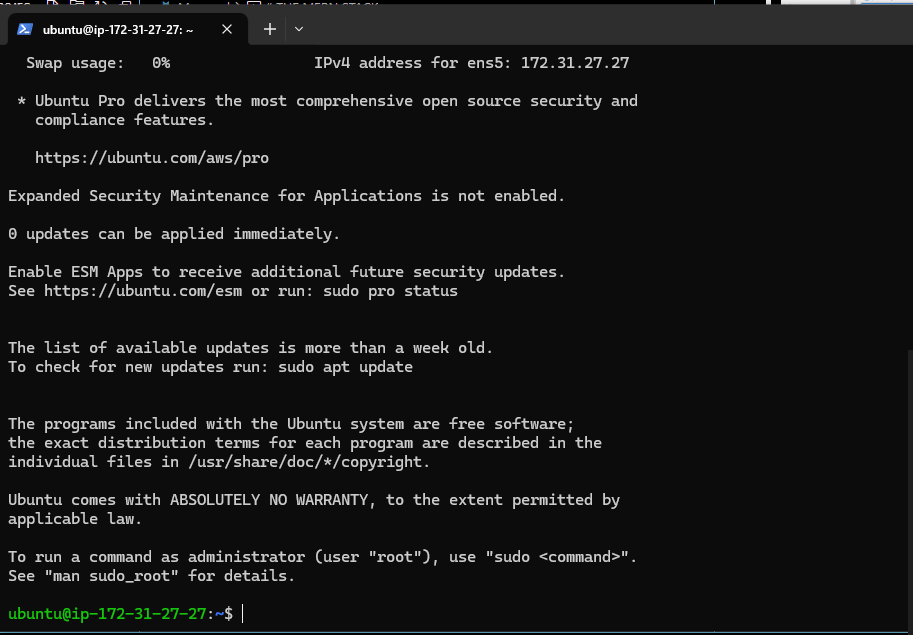 ubuntu@ip-172-31-27-27: ~
Swap usage: 0% IPv4 address for ens5: 172.31.27.27
* Ubuntu Pro delivers the most comprehensive open source security and
compliance features.
https://ubuntu.com/aws/pro
Expanded Security Maintenance for Applications is not enabled.
0 updates can be applied immediately.
Enable ESM Apps to receive additional future security updates.
See https://ubuntu.com/esm or run: sudo pro status
The list of available updates is more than a week old.
To check for new updates run: sudo apt update
The programs included with the Ubuntu system are free software;
the exact distribution terms for each program are described in the
individual files in /usr/share/doc/*/copyright.
Ubuntu comes with ABSOLUTELY NO WARRANTY, to the extent permitted by
applicable law.
To run a command as administrator (user "root"), use "sudo <command>".
See "man sudo_root" for details.
ubuntu@ip-172-31-27-27:~$